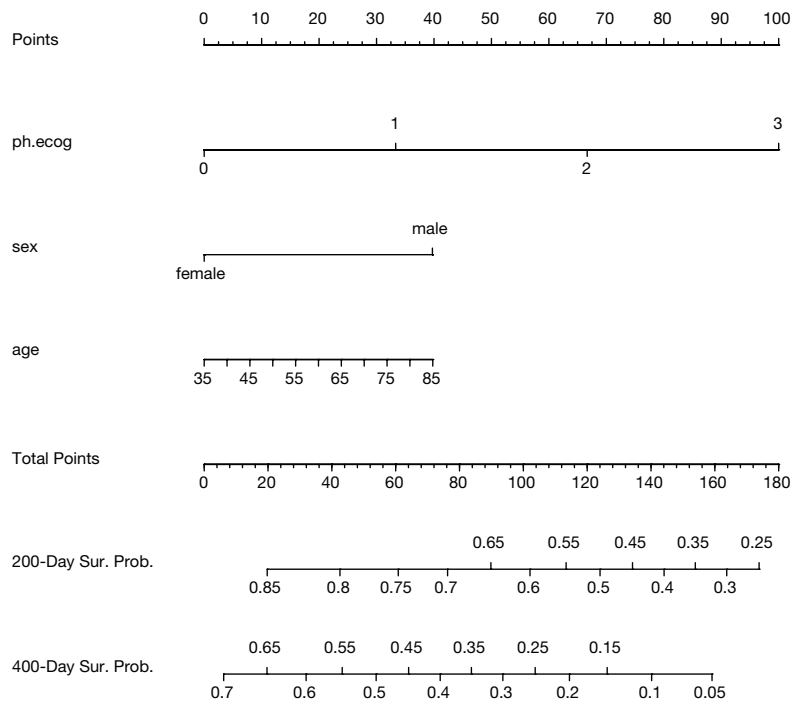 0 10 20 30 40 50 60 70 80 90 100
Points
1 3
ph.ecog
0 2
male
sex
female
age
35 45 55 65 75 85
Total Points
0 20 40 60 80 100 120 140 160 180
0.65 0.55 0.45 0.35 0.25
200-Day Sur. Prob.
0.85 0.8 0.75 0.7 0.6 0.5 0.4 0.3
0.65 0.55 0.45 0.35 0.25 0.15
400-Day Sur. Prob.
0.7 0.6 0.5 0.4 0.3 0.2 0.1 0.05